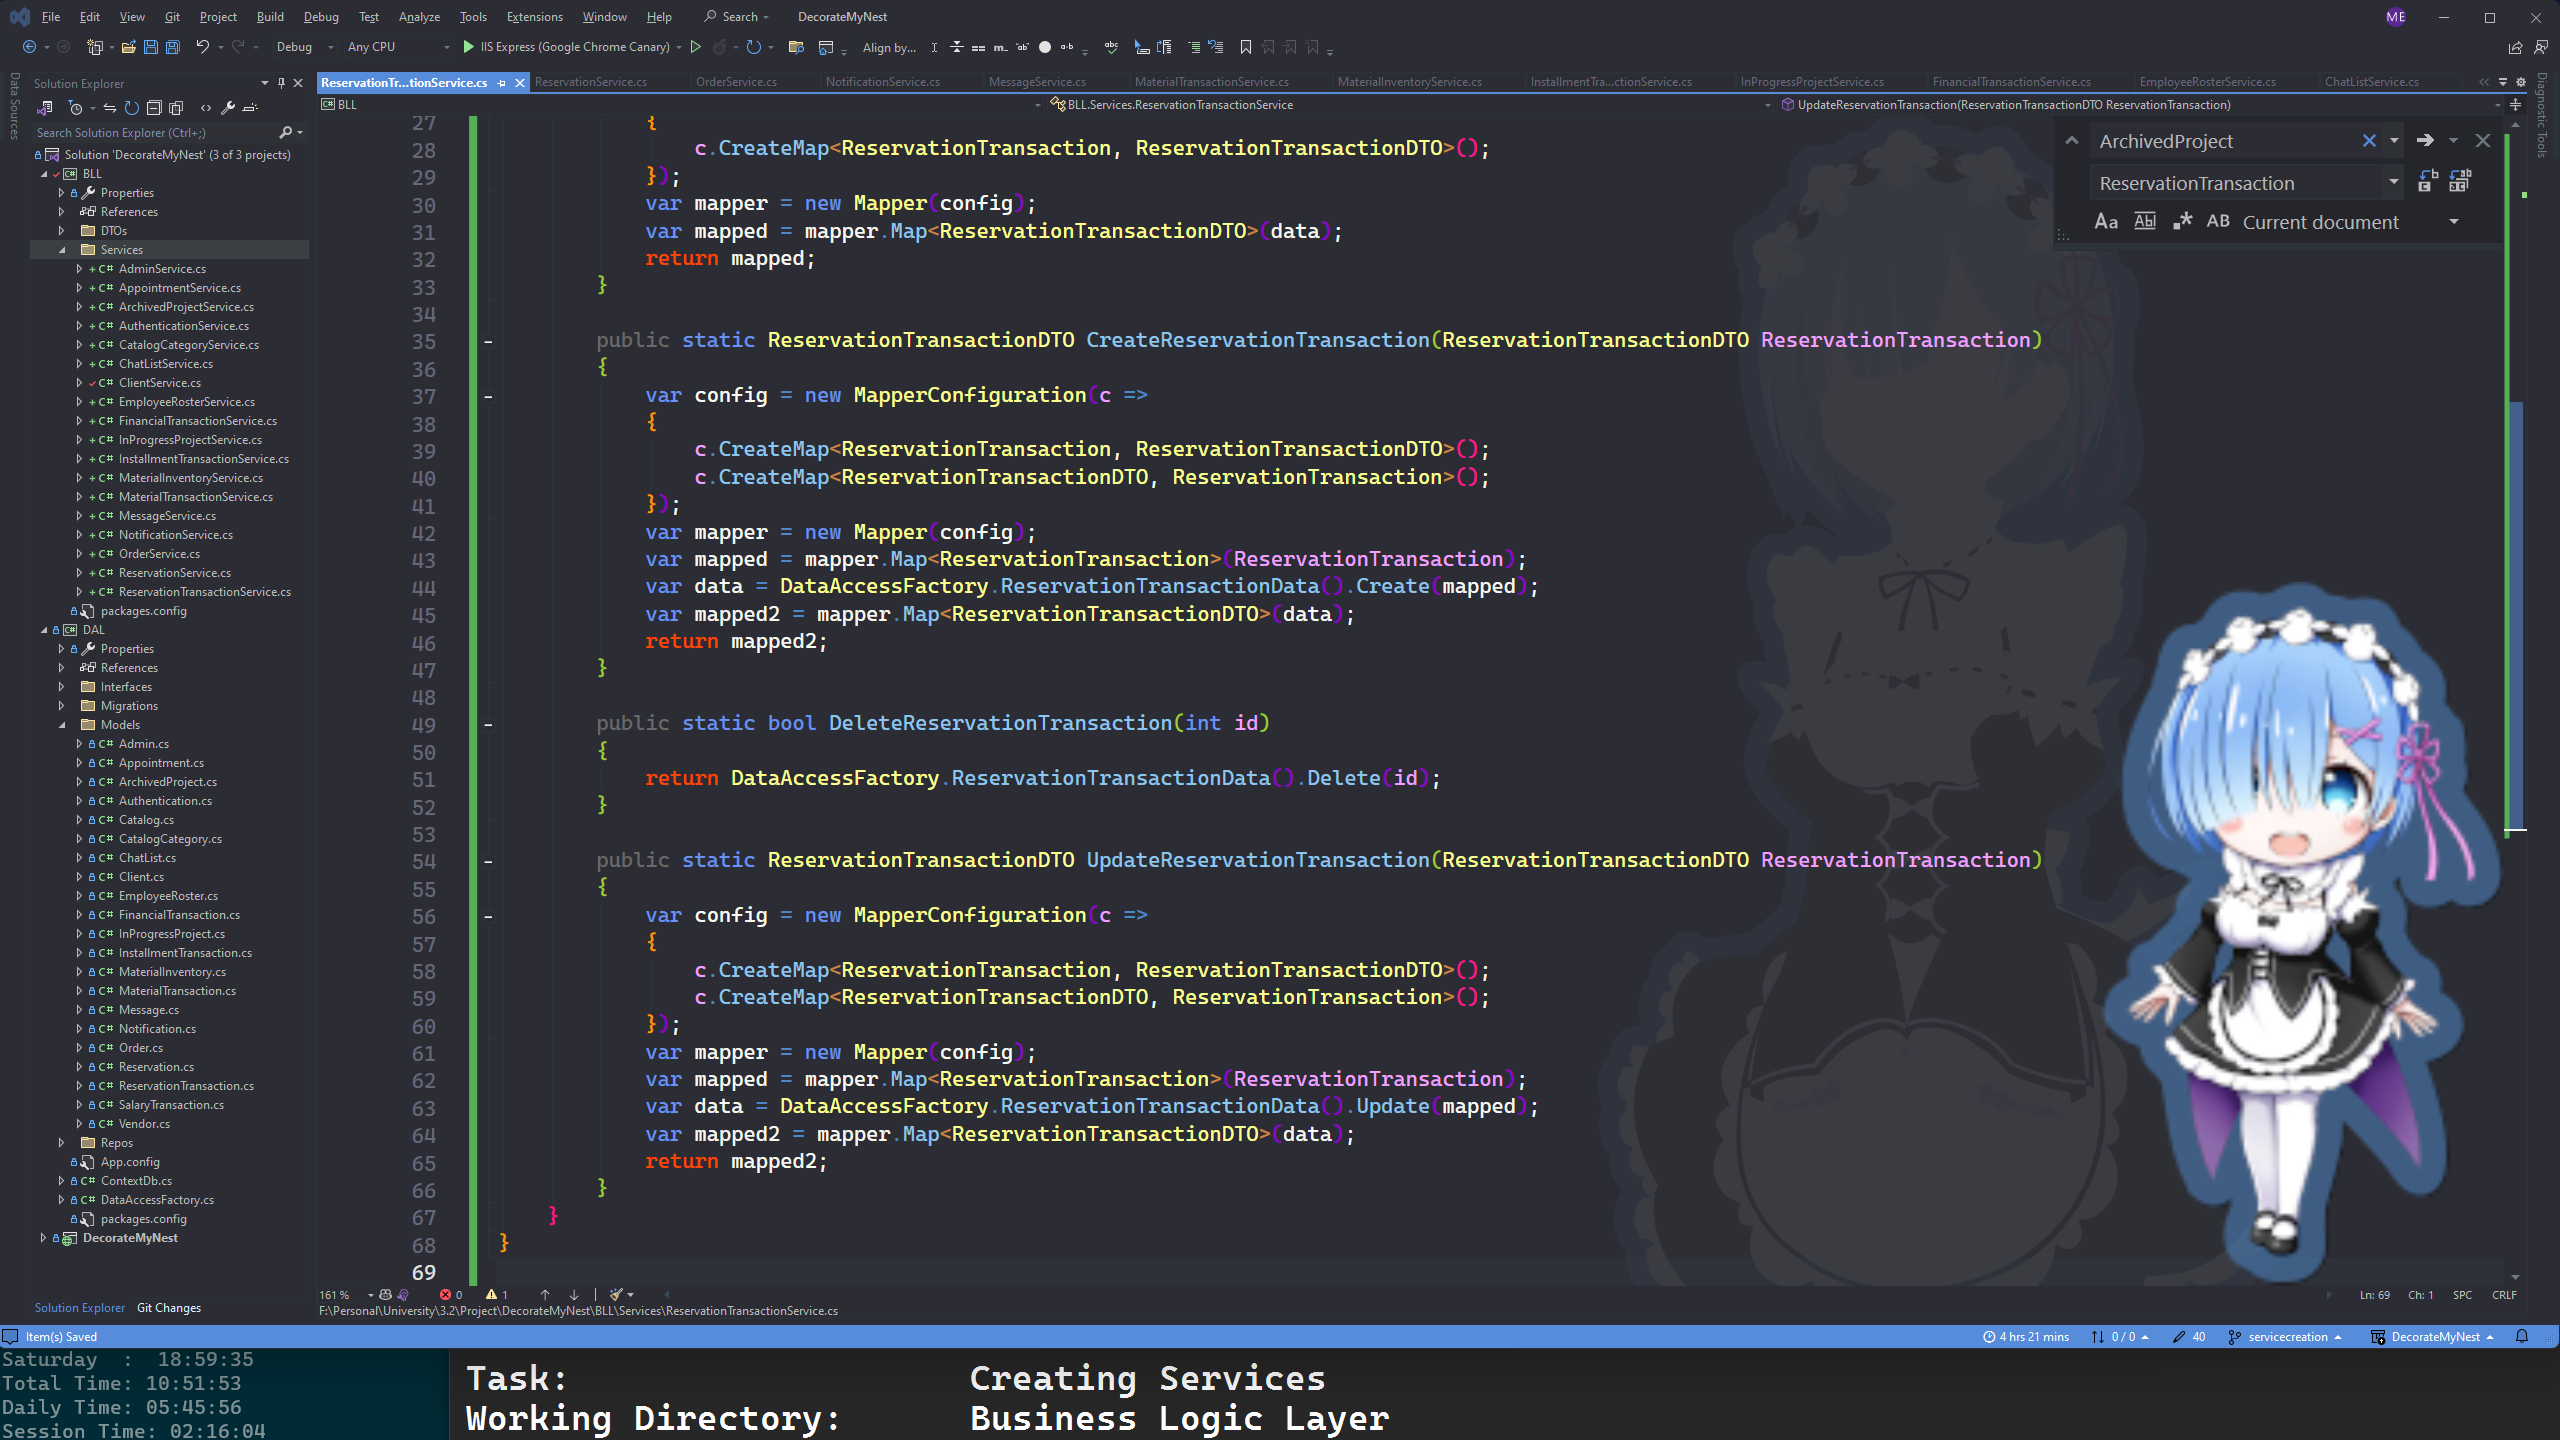 File Edit View Git Project Build Debug Test Analyze Tools Extensions Window Help Search DecorateMyNest ME
Debug Any CPU IIS Express (Google Chrome Canary) Align by...
Data Sources
Solution Explorer
Search Solution Explorer (Ctrl+;)
Solution 'DecorateMyNest' (3 of 3 projects)
BLL
Properties
References
DTOs
Services
C# AdminService.cs
C# AppointmentService.cs
C# ArchivedProjectService.cs
C# AuthenticationService.cs
C# CatalogCategoryService.cs
C# ChatListService.cs
C# ClientService.cs
C# EmployeeRosterService.cs
C# FinancialTransactionService.cs
C# InProgressProjectService.cs
C# InstallmentTransactionService.cs
C# MaterialInventoryService.cs
C# MaterialTransactionService.cs
C# MessageService.cs
C# NotificationService.cs
C# OrderService.cs
C# ReservationService.cs
C# ReservationTransactionService.cs
packages.config
DAL
Properties
References
Interfaces
Migrations
Models
C# Admin.cs
C# Appointment.cs
C# ArchivedProject.cs
C# Authentication.cs
C# Catalog.cs
C# CatalogCategory.cs
C# ChatList.cs
C# Client.cs
C# EmployeeRoster.cs
C# FinancialTransaction.cs
C# InProgressProject.cs
C# InstallmentTransaction.cs
C# MaterialInventory.cs
C# MaterialTransaction.cs
C# Message.cs
C# Notification.cs
C# Order.cs
C# Reservation.cs
C# ReservationTransaction.cs
C# SalaryTransaction.cs
C# Vendor.cs
Repos
App.config
C# ContextDb.cs
C# DataAccessFactory.cs
packages.config
DecorateMyNest
Solution Explorer Git Changes
ReservationTr...tionService.cs ReservationService.cs OrderService.cs NotificationService.cs MessageService.cs MaterialTransactionService.cs MaterialInventoryService.cs InstallmentTra...ctionService.cs InProgressProjectService.cs FinancialTransactionService.cs EmployeeRosterService.cs ChatListService.cs
BLL BLL.Services.ReservationTransactionService UpdateReservationTransaction(ReservationTransactionDTO ReservationTransaction)
Diagnostic Tools
ArchivedProject
ReservationTransaction
Aa Abl .* AB Current document
27 {
28 c.CreateMap<ReservationTransaction, ReservationTransactionDTO>();
29 });
30 var mapper = new Mapper(config);
31 var mapped = mapper.Map<ReservationTransactionDTO>(data);
32 return mapped;
33 }
34
35 public static ReservationTransactionDTO CreateReservationTransaction(ReservationTransactionDTO ReservationTransaction)
36 {
37 var config = new MapperConfiguration(c =>
38 {
39 c.CreateMap<ReservationTransaction, ReservationTransactionDTO>();
40 c.CreateMap<ReservationTransactionDTO, ReservationTransaction>();
41 });
42 var mapper = new Mapper(config);
43 var mapped = mapper.Map<ReservationTransaction>(ReservationTransaction);
44 var data = DataAccessFactory.ReservationTransactionData().Create(mapped);
45 var mapped2 = mapper.Map<ReservationTransactionDTO>(data);
46 return mapped2;
47 }
48
49 public static bool DeleteReservationTransaction(int id)
50 {
51 return DataAccessFactory.ReservationTransactionData().Delete(id);
52 }
53
54 public static ReservationTransactionDTO UpdateReservationTransaction(ReservationTransactionDTO ReservationTransaction)
55 {
56 var config = new MapperConfiguration(c =>
57 {
58 c.CreateMap<ReservationTransaction, ReservationTransactionDTO>();
59 c.CreateMap<ReservationTransactionDTO, ReservationTransaction>();
60 });
61 var mapper = new Mapper(config);
62 var mapped = mapper.Map<ReservationTransaction>(ReservationTransaction);
63 var data = DataAccessFactory.ReservationTransactionData().Update(mapped);
64 var mapped2 = mapper.Map<ReservationTransactionDTO>(data);
65 return mapped2;
66 }
67 }
68 }
69
161 % 0 1 Ln: 69 Ch: 1 SPC CRLF
F:\Personal\University\3.2\Project\DecorateMyNest\BLL\Services\ReservationTransactionService.cs
Item(s) Saved 4 hrs 21 mins 0 / 0 40 servicecreation DecorateMyNest
Saturday : 18:59:35
Total Time: 10:51:53
Daily Time: 05:45:56
Session Time: 02:16:04
Task: Creating Services
Working Directory: Business Logic Layer